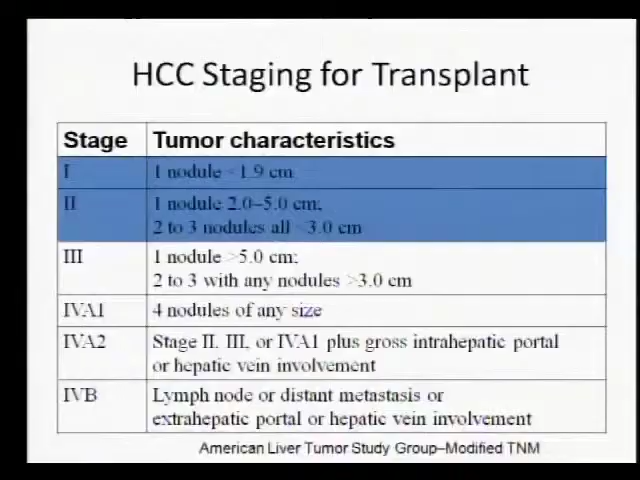 HCC Staging for Transplant
Stage Tumor characteristics
I 1 nodule <1.9 cm
II 1 nodule 2.0–5.0 cm;
2 to 3 nodules all <3.0 cm
III 1 nodule >5.0 cm;
2 to 3 with any nodules >3.0 cm
IVA1 4 nodules of any size
IVA2 Stage II, III, or IVA1 plus gross intrahepatic portal
or hepatic vein involvement
IVB Lymph node or distant metastasis or
extrahepatic portal or hepatic vein involvement
American Liver Tumor Study Group–Modified TNM